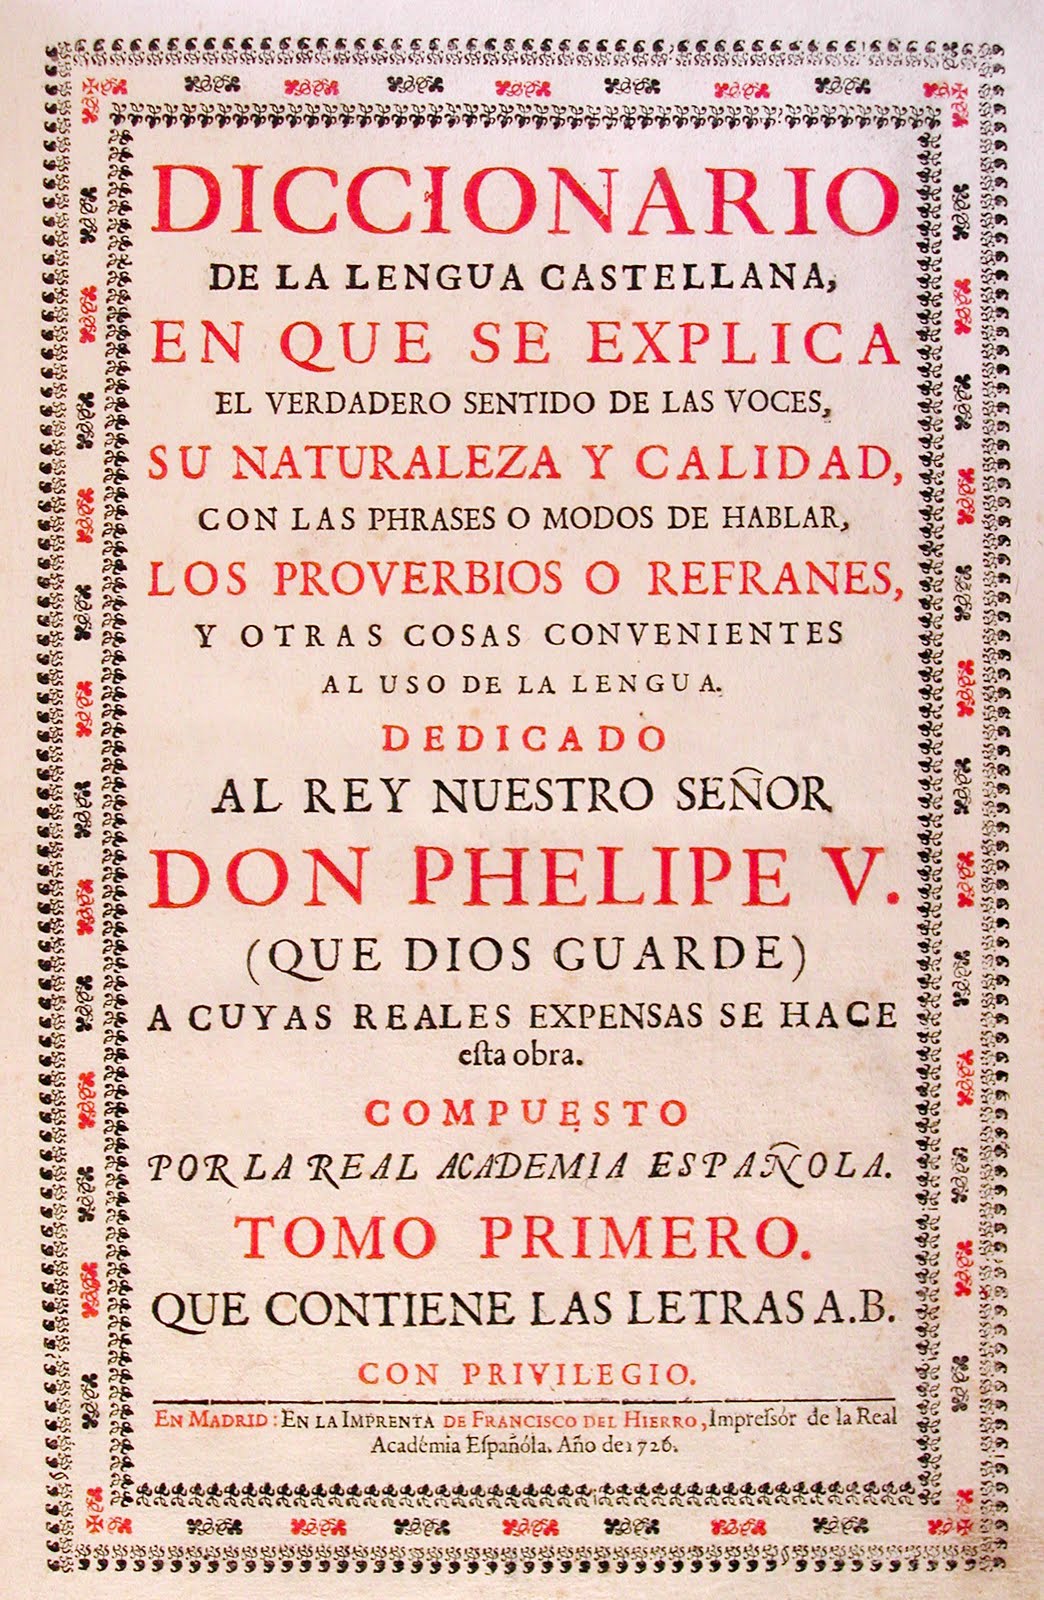 DICCIONARIO
DE LA LENGUA CASTELLANA,
EN QUE SE EXPLICA
EL VERDADERO SENTIDO DE LAS VOCES,
SU NATURALEZA Y CALIDAD,
CON LAS PHRASES O MODOS DE HABLAR,
LOS PROVERBIOS O REFRANES,
Y OTRAS COSAS CONVENIENTES
AL USO DE LA LENGUA.
DEDICADO
AL REY NUESTRO SEÑOR
DON PHELIPE V.
(QUE DIOS GUARDE)
A CUYAS REALES EXPENSAS SE HACE
eſta obra.
COMPUESTO
POR LA REAL ACADEMIA ESPAÑOLA.
TOMO PRIMERO.
QUE CONTIENE LAS LETRAS A.B.
CON PRIVILEGIO.
EN MADRID: EN LA IMPRENTA DE FRANCISCO DEL HIERRO, Impreſsór de la Real
Académia Eſpañóla. Año de 1726.